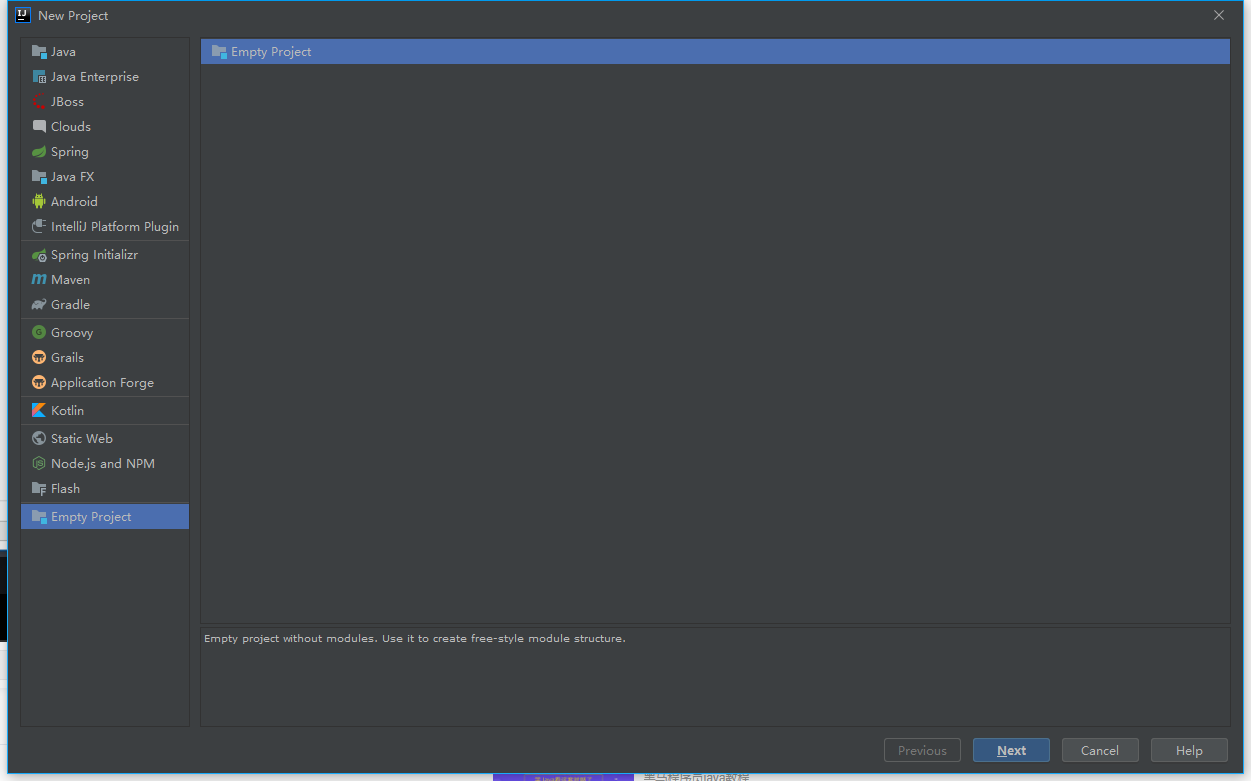 New Project
Java
Java Enterprise
JBoss
Clouds
Spring
Java FX
Android
IntelliJ Platform Plugin
Spring Initializr
Maven
Gradle
Groovy
Grails
Application Forge
Kotlin
Static Web
Node.js and NPM
Flash
Empty Project
Empty Project
Empty project without modules. Use it to create free-style module structure.
Previous
Next
Cancel
Help
黑马程序员java教程